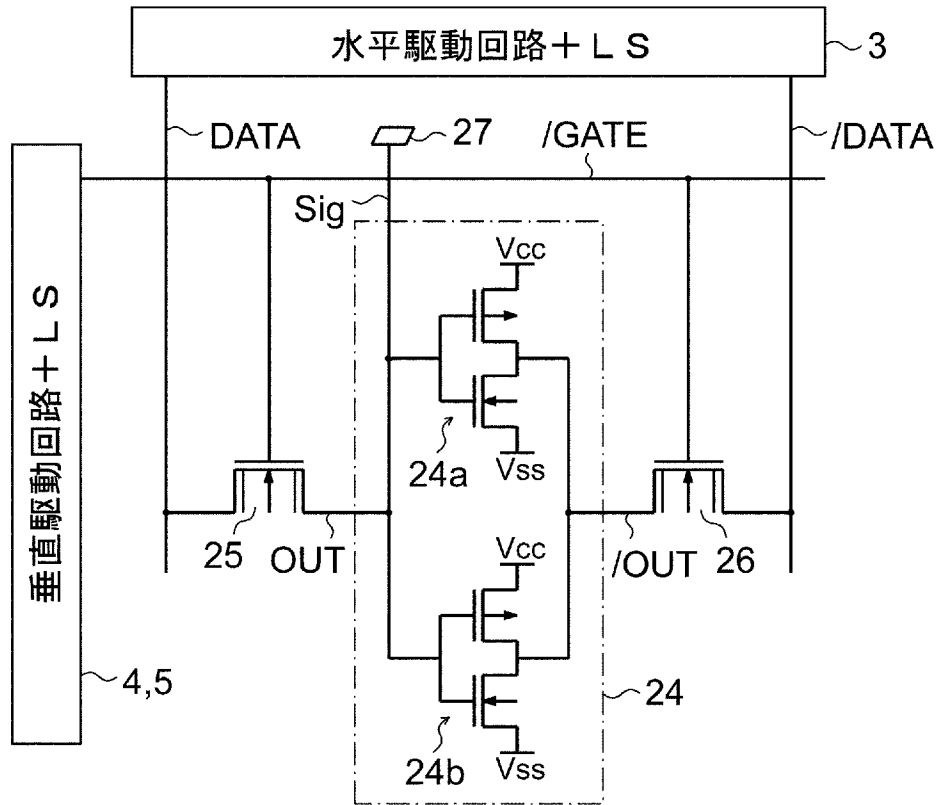 水平駆動回路＋ＬＳ
3
DATA
27
/GATE
/DATA
Sig
垂直駆動回路＋ＬＳ
4,5
Vcc
24a
Vss
25
OUT
/OUT
26
Vcc
24
24b
Vss